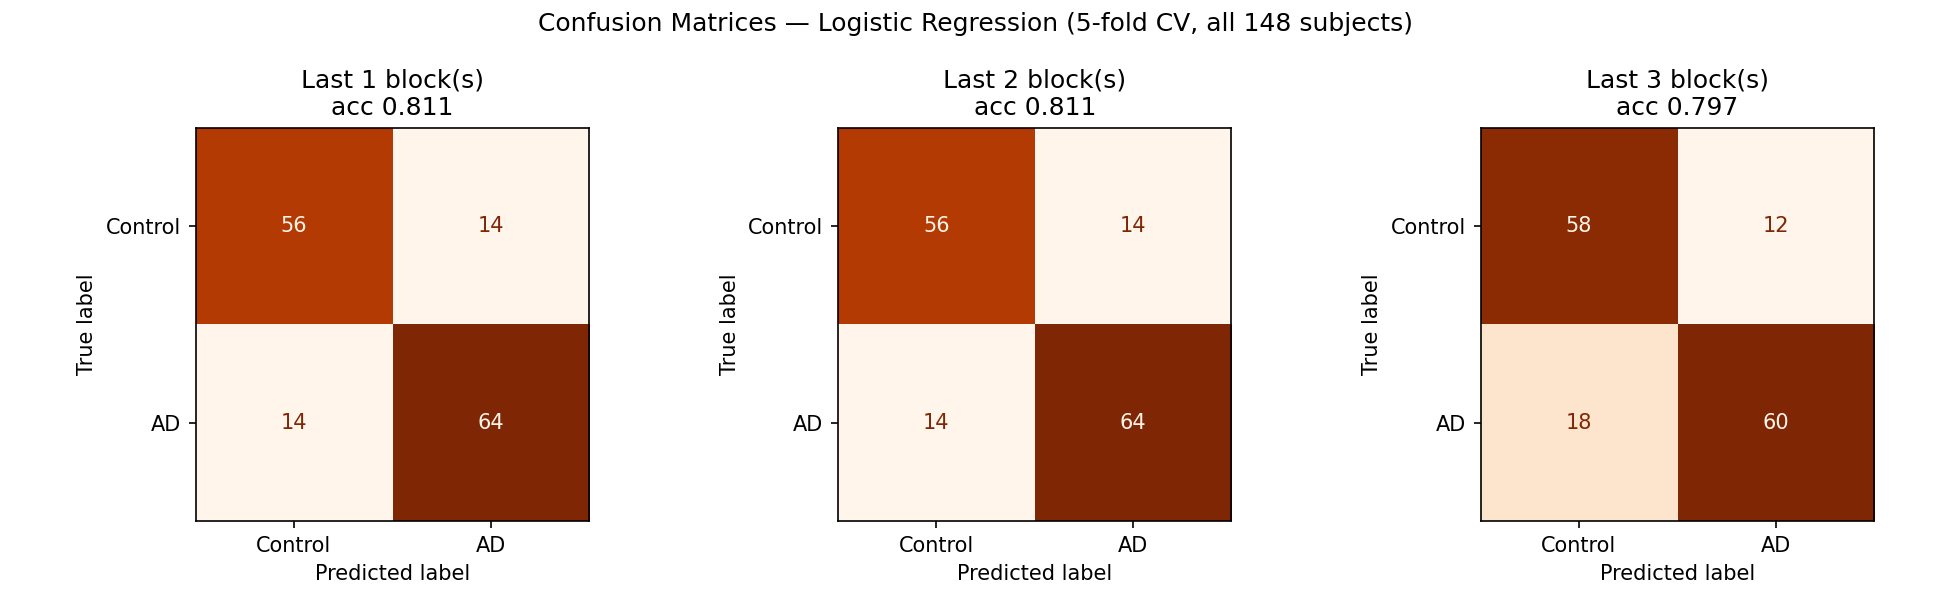 Confusion Matrices — Logistic Regression (5-fold CV, all 148 subjects)
Last 1 block(s)
acc 0.811
Control
AD
True label
56
14
14
64
Control
AD
Predicted label
Last 2 block(s)
acc 0.811
Control
AD
True label
56
14
14
64
Control
AD
Predicted label
Last 3 block(s)
acc 0.797
Control
AD
True label
58
12
18
60
Control
AD
Predicted label